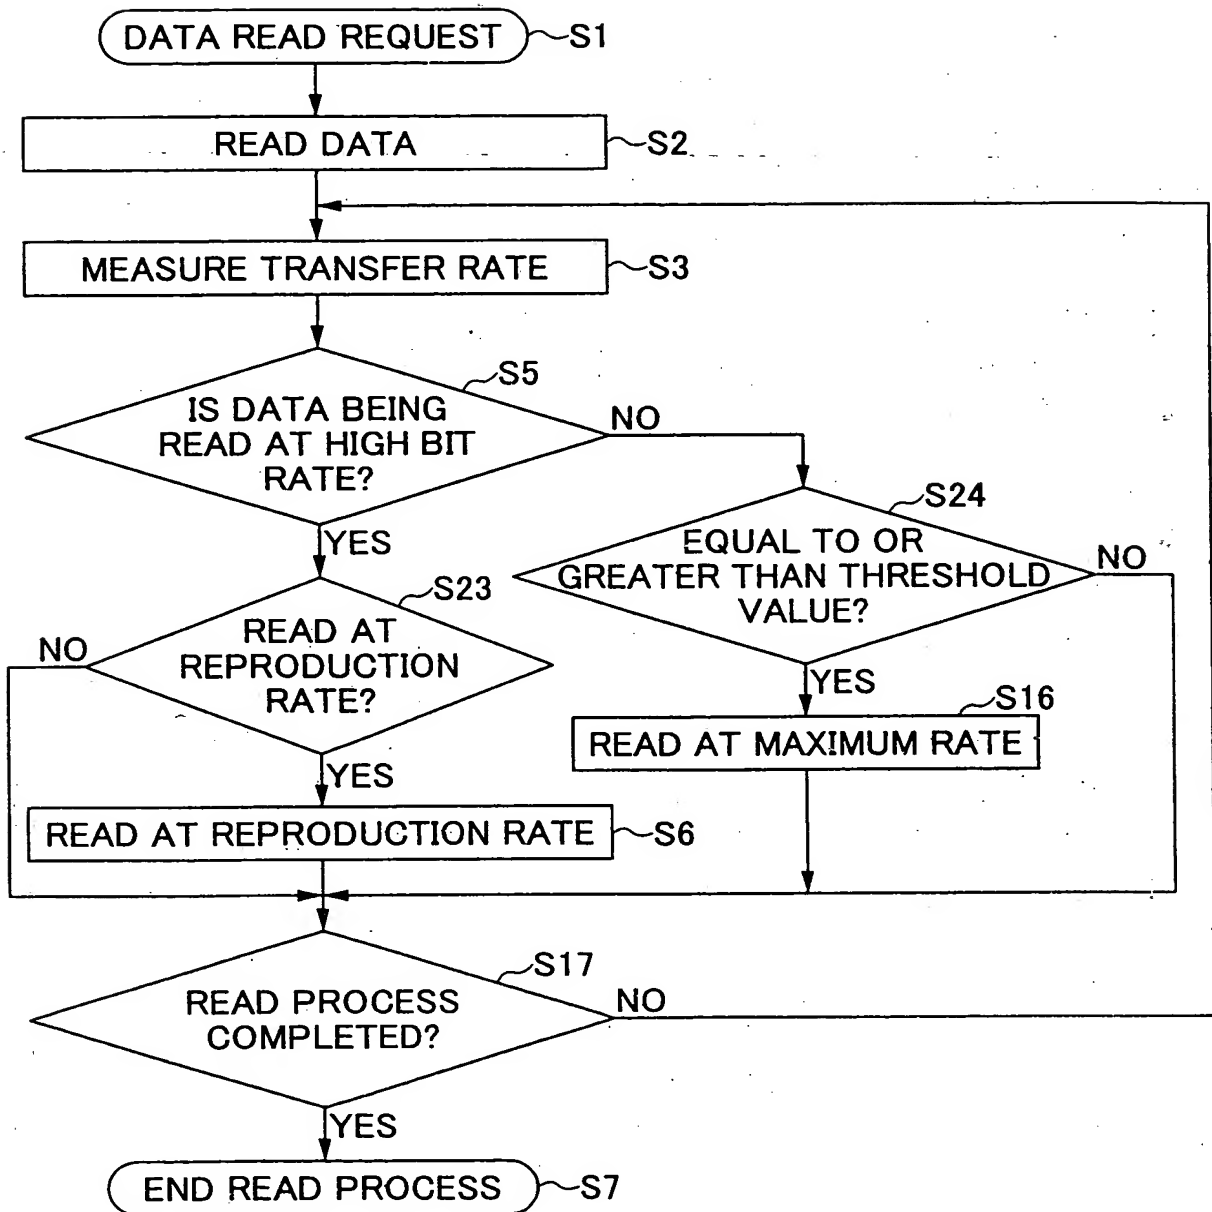 DATA READ REQUEST
S1
READ DATA
S2
MEASURE TRANSFER RATE
S3
S5
IS DATA BEING
READ AT HIGH BIT
RATE?
NO
YES
S24
EQUAL TO OR
GREATER THAN THRESHOLD
VALUE?
NO
YES
S23
READ AT
REPRODUCTION
RATE?
NO
YES
S16
READ AT MAXIMUM RATE
READ AT REPRODUCTION RATE
S6
S17
READ PROCESS
COMPLETED?
NO
YES
END READ PROCESS
S7